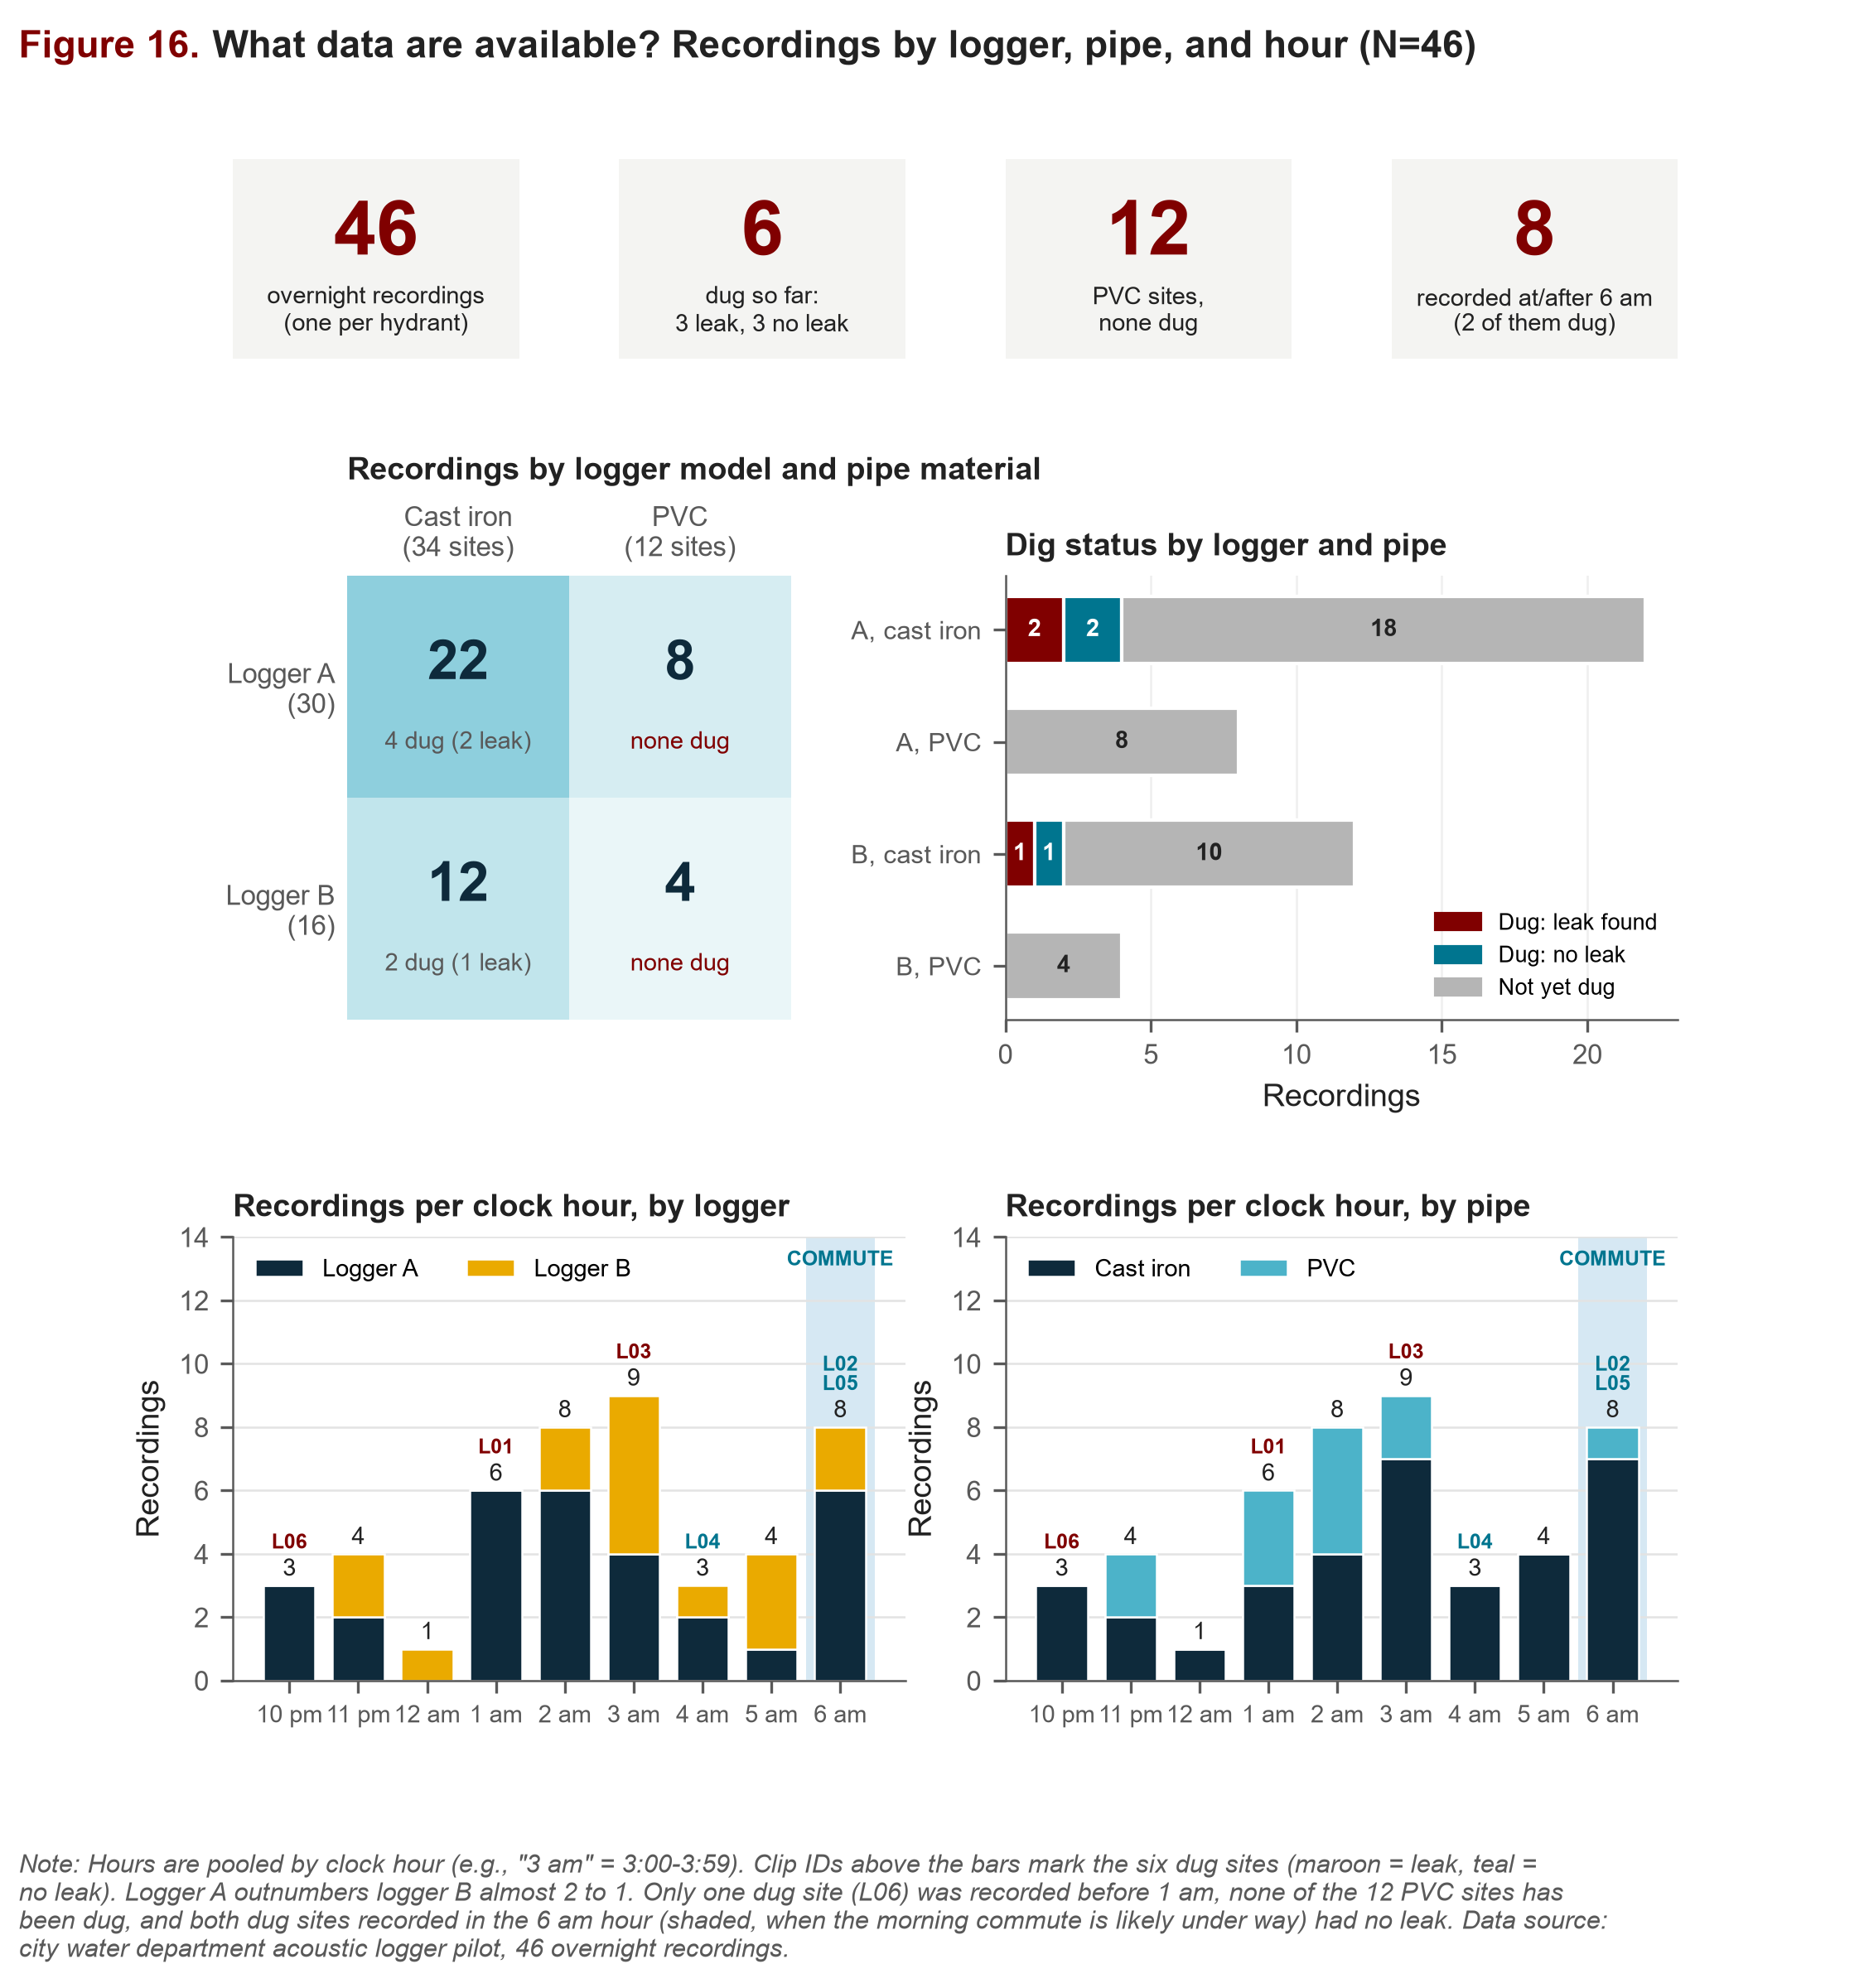 Figure 16. What data are available? Recordings by logger, pipe, and hour (N=46)
46
overnight recordings
(one per hydrant)
6
dug so far:
3 leak, 3 no leak
12
PVC sites,
none dug
8
recorded at/after 6 am
(2 of them dug)
Recordings by logger model and pipe material
Cast iron
(34 sites)
PVC
(12 sites)
Logger A
(30)
22
4 dug (2 leak)
8
none dug
Logger B
(16)
12
2 dug (1 leak)
4
none dug
Dig status by logger and pipe
A, cast iron
2
2
18
A, PVC
8
B, cast iron
1
1
10
B, PVC
4
Dug: leak found
Dug: no leak
Not yet dug
0 5 10 15 20
Recordings
Recordings per clock hour, by logger
Logger A
Logger B
COMMUTE
Recordings
14
12
10
8
6
4
2
0
L06
3
4
1
L01
6
8
L03
9
L04
3
4
L02
L05
8
10 pm 11 pm 12 am 1 am 2 am 3 am 4 am 5 am 6 am
Recordings per clock hour, by pipe
Cast iron
PVC
COMMUTE
Recordings
14
12
10
8
6
4
2
0
L06
3
4
1
L01
6
8
L03
9
L04
3
4
L02
L05
8
10 pm 11 pm 12 am 1 am 2 am 3 am 4 am 5 am 6 am
Note: Hours are pooled by clock hour (e.g., "3 am" = 3:00-3:59). Clip IDs above the bars mark the six dug sites (maroon = leak, teal =
no leak). Logger A outnumbers logger B almost 2 to 1. Only one dug site (L06) was recorded before 1 am, none of the 12 PVC sites has
been dug, and both dug sites recorded in the 6 am hour (shaded, when the morning commute is likely under way) had no leak. Data source:
city water department acoustic logger pilot, 46 overnight recordings.